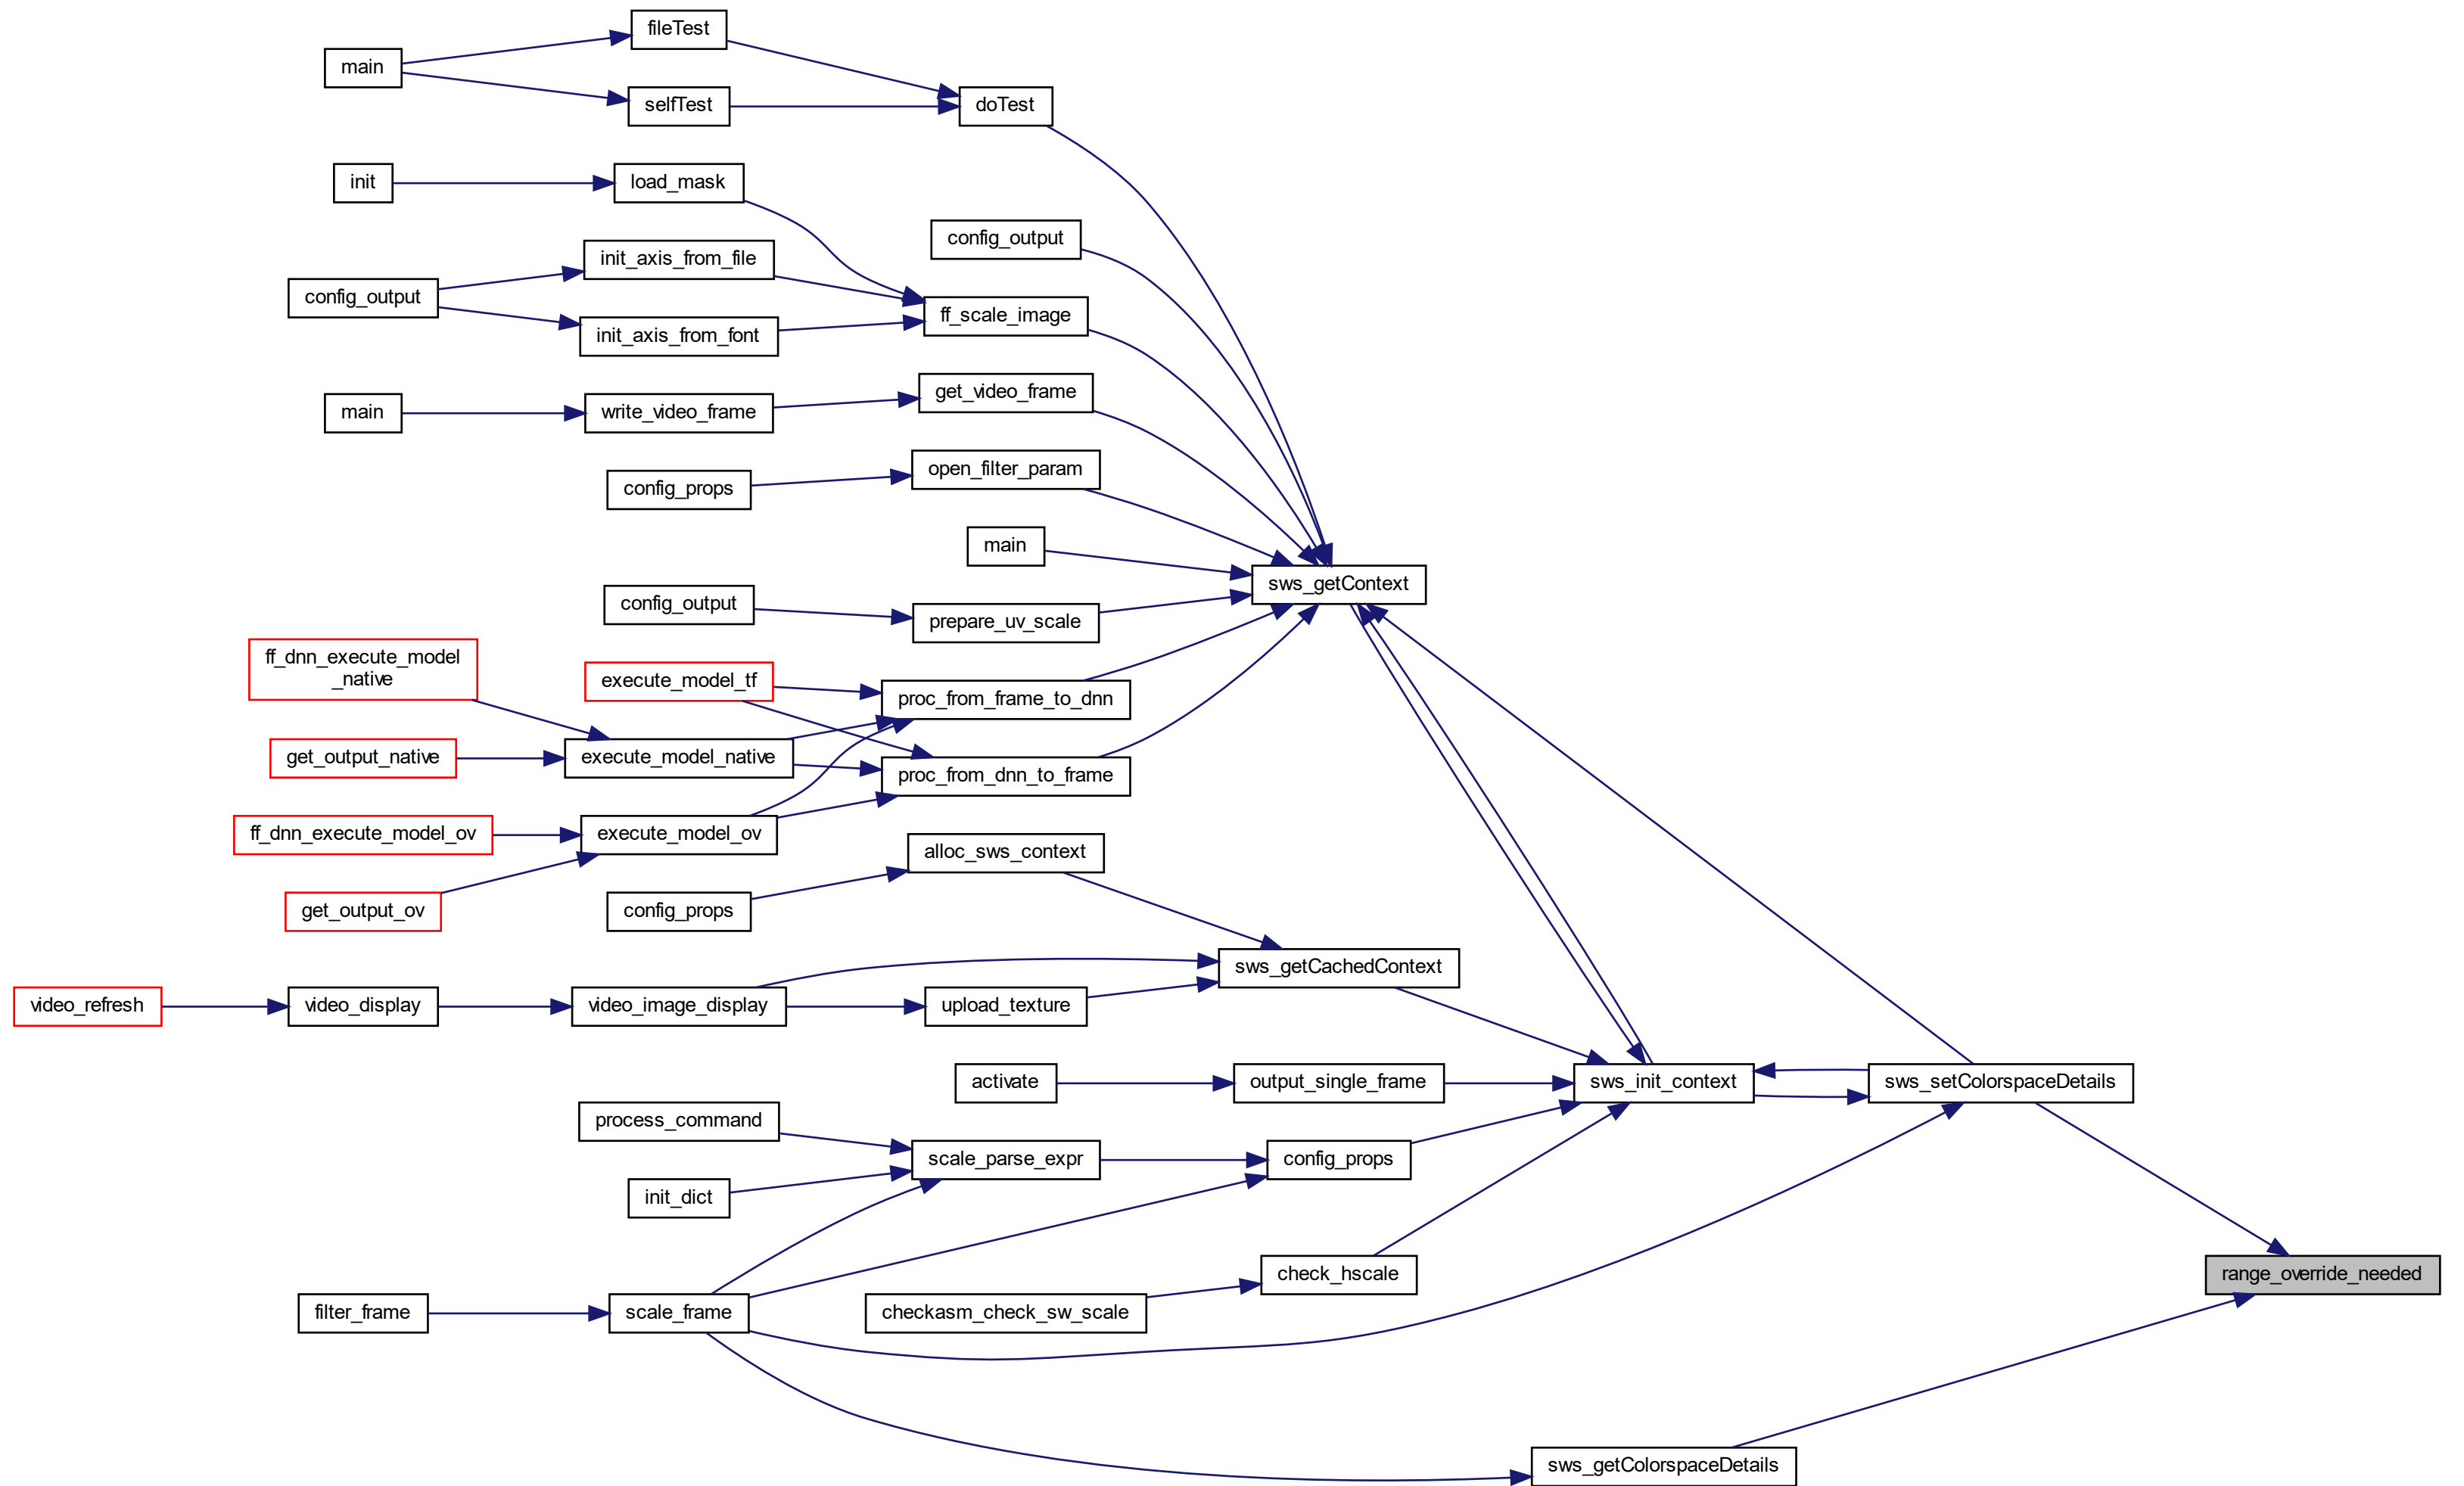 fileTest
main
selfTest
doTest
init
load_mask
config_output
init_axis_from_file
config_output
ff_scale_image
init_axis_from_font
get_video_frame
main
write_video_frame
open_filter_param
config_props
main
sws_getContext
config_output
prepare_uv_scale
ff_dnn_execute_model
_native
execute_model_tf
proc_from_frame_to_dnn
get_output_native
execute_model_native
proc_from_dnn_to_frame
ff_dnn_execute_model_ov
execute_model_ov
alloc_sws_context
get_output_ov
config_props
sws_getCachedContext
video_refresh
video_display
video_image_display
upload_texture
activate
output_single_frame
sws_init_context
sws_setColorspaceDetails
process_command
scale_parse_expr
config_props
init_dict
check_hscale
range_override_needed
filter_frame
scale_frame
checkasm_check_sw_scale
sws_getColorspaceDetails